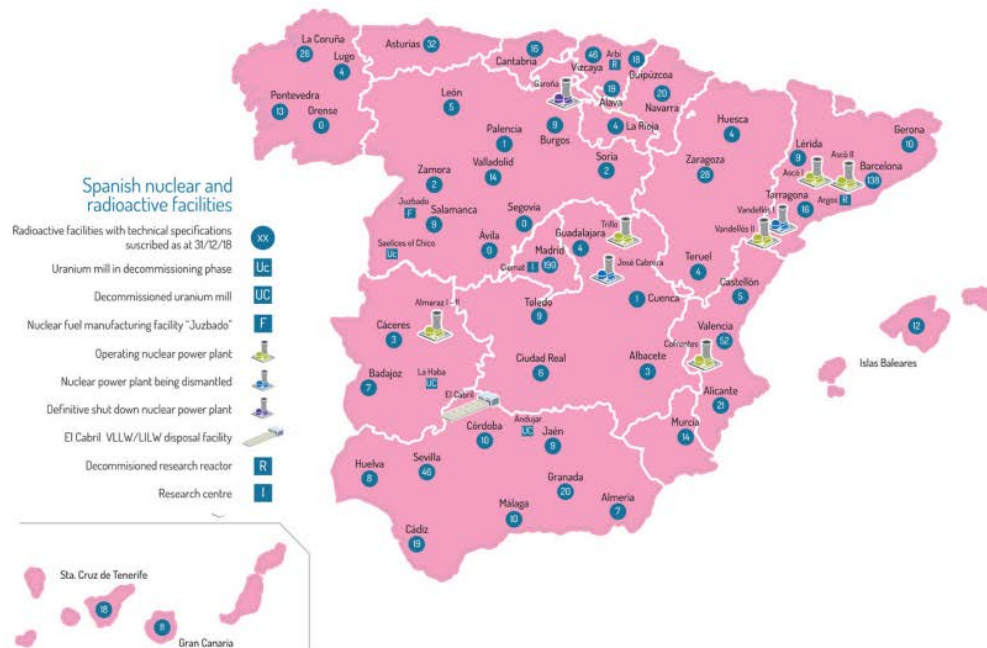 Spanish nuclear and
radioactive facilities
Radioactive facilities with technical specifications
suscribed as at 31/12/18
XX
Uranium mill in decommissioning phase
Uc
Decommissioned uranium mill
UC
Nuclear fuel manufacturing facility "Juzbado"
F
Operating nuclear power plant
Nuclear power plant being dismantled
Definitive shut down nuclear power plant
El Cabril VLLW/LILW disposal facility
Decommisioned research reactor
R
Research centre
I
La Coruña
26
Lugo
4
Pontevedra
13
Orense
0
Asturias 32
16
Cantabria
46
Vizcaya
Arbi
R
18
Guipúzcoa
19
Alava
20
Navarra
Garoña
León
5
Palencia
1
9
Burgos
4 La Rioja
Huesca
4
Gerona
10
Lérida
9
Ascó I
Ascó II
Barcelona
138
Argos R
Tarragona
16
Vandellós I
Vandellós II
Zaragoza
28
Soria
2
Valladolid
14
Zamora
2
Juzbado
F
Salamanca
9
Saelices el Chico
Uc
Segovia
0
Ávila
0
Madrid
190
Ciemat I
Guadalajara
4
Trillo
José Cabrera
Teruel
4
Castellón
5
1 Cuenca
Toledo
9
Almaraz I - II
Cáceres
3
Valencia
52
Cofrentes
12
Islas Baleares
Ciudad Real
6
Albacete
3
Badajoz
7
La Haba
UC
El Cabril
Alicante
21
Murcia
14
Córdoba
10
Andujar
UC
Jaén
9
Sevilla
46
Huelva
8
Granada
20
Almería
7
Málaga
10
Cádiz
19
Sta. Cruz de Tenerife
18
11
Gran Canaria